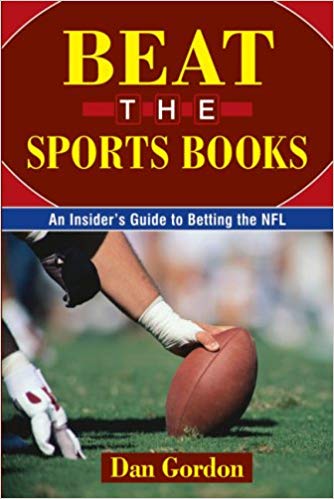 BEAT
THE
SPORTS BOOKS
An Insider's Guide to Betting the NFL
Dan Gordon